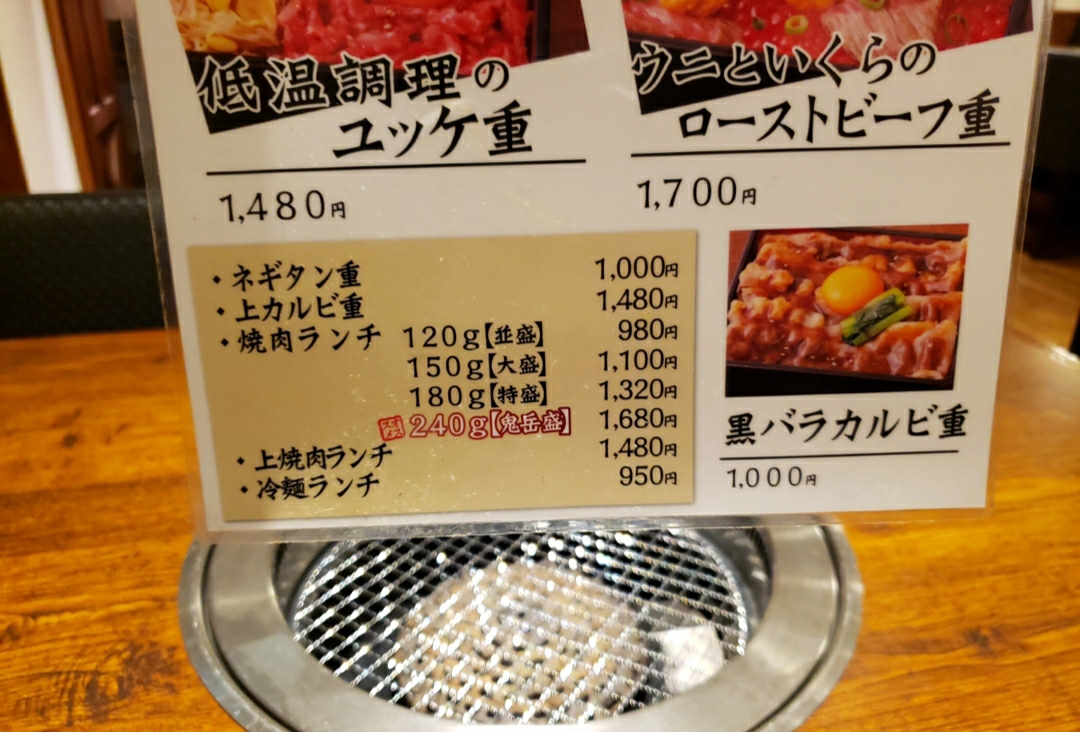 低温調理の
ユッケ重
1,480円
ウニといくらの
ローストビーフ重
1,700円
・ネギタン重 1,000円
・上カルビ重 1,480円
・焼肉ランチ 120g【並盛】 980円
150g【大盛】 1,100円
180g【特盛】 1,320円
240g【鬼岳盛】 1,680円
・上焼肉ランチ 1,480円
・冷麺ランチ 950円
黒バラカルビ重
1,000円